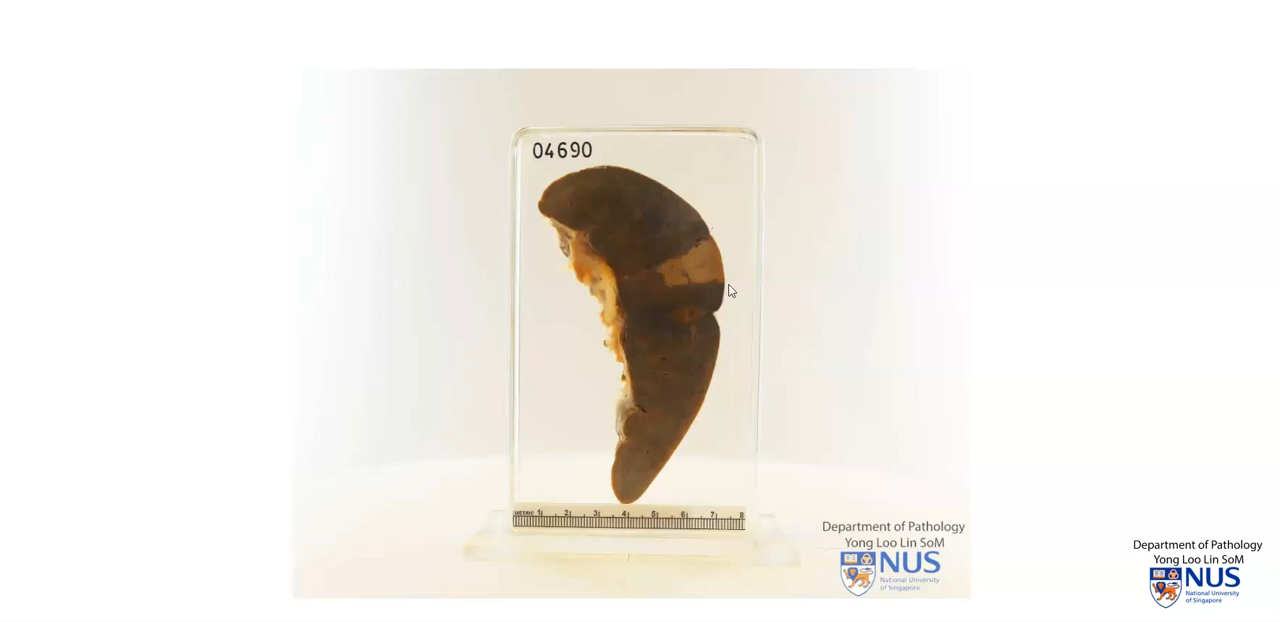 04690
METRIC 1 2 3 4 5 6 7 8
Department of Pathology
Yong Loo Lin SoM
NUS
National University
of Singapore
Department of Pathology
Yong Loo Lin SoM
NUS
National University
of Singapore